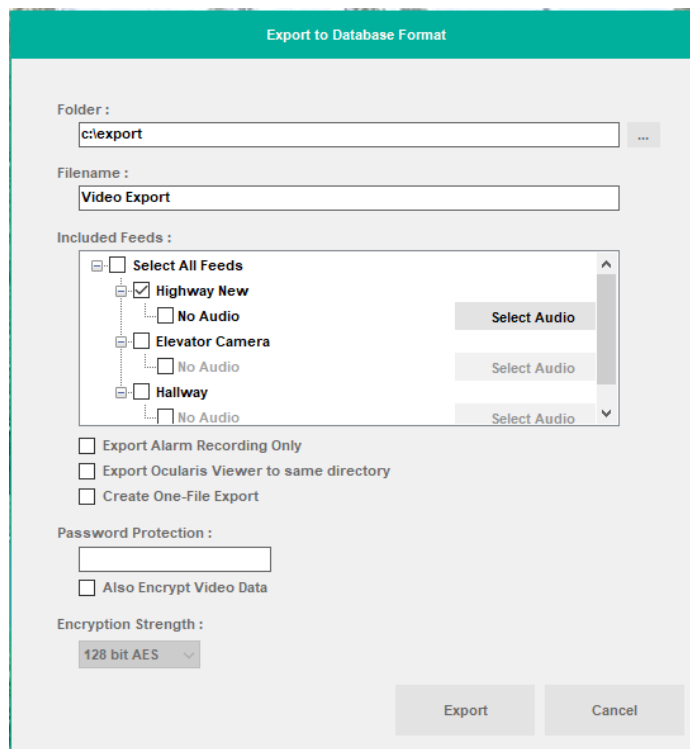 Export to Database Format
Folder :
c:\export
...
Filename :
Video Export
Included Feeds :
Select All Feeds
Highway New
No Audio Select Audio
Elevator Camera
No Audio Select Audio
Hallway
No Audio Select Audio
Export Alarm Recording Only
Export Ocularis Viewer to same directory
Create One-File Export
Password Protection :
Also Encrypt Video Data
Encryption Strength :
128 bit AES
Export Cancel